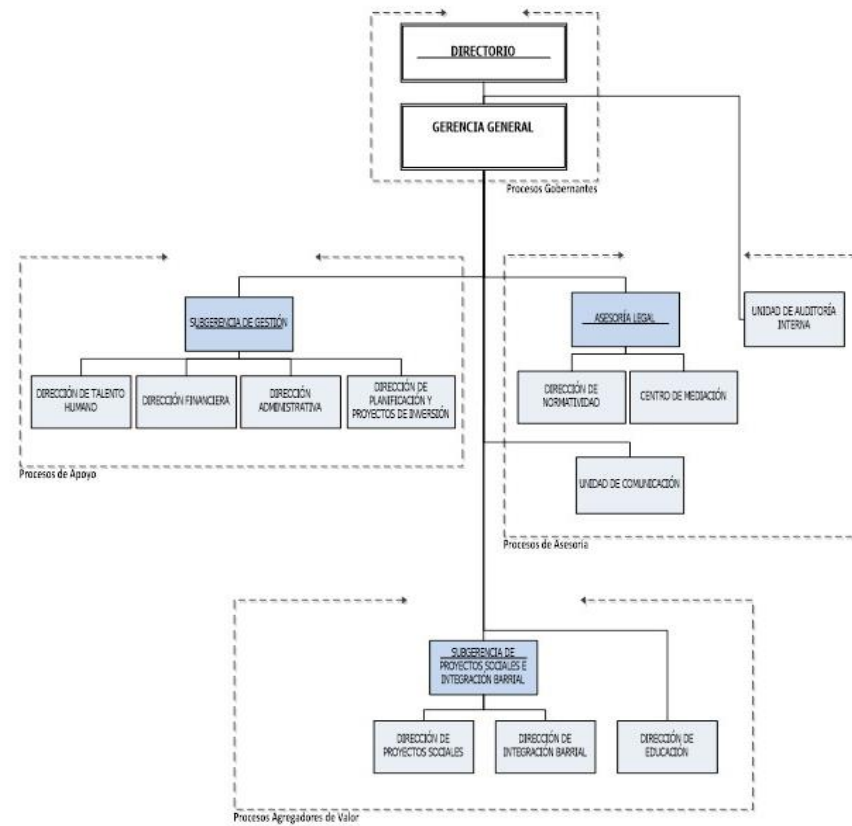 DIRECTORIO
GERENCIA GENERAL
Procesos Gobernantes
SUBGERENCIA DE GESTIÓN
DIRECCIÓN DE TALENTO
HUMANO
DIRECCIÓN FINANCIERA
DIRECCIÓN
ADMINISTRATIVA
DIRECCIÓN DE
PLANIFICACIÓN Y
PROYECTOS DE INVERSIÓN
Procesos de Apoyo
ASESORÍA LEGAL
UNIDAD DE AUDITORÍA
INTERNA
DIRECCIÓN DE
NORMATIVIDAD
CENTRO DE MEDIACIÓN
UNIDAD DE COMUNICACIÓN
Procesos de Asesoria
SUBGERENCIA DE
PROYECTOS SOCIALES E
INTEGRACIÓN BARRIAL
DIRECCIÓN DE
PROYECTOS SOCIALES
DIRECCIÓN DE
INTEGRACIÓN BARRIAL
DIRECCIÓN DE
EDUCACIÓN
Procesos Agregadores de Valor